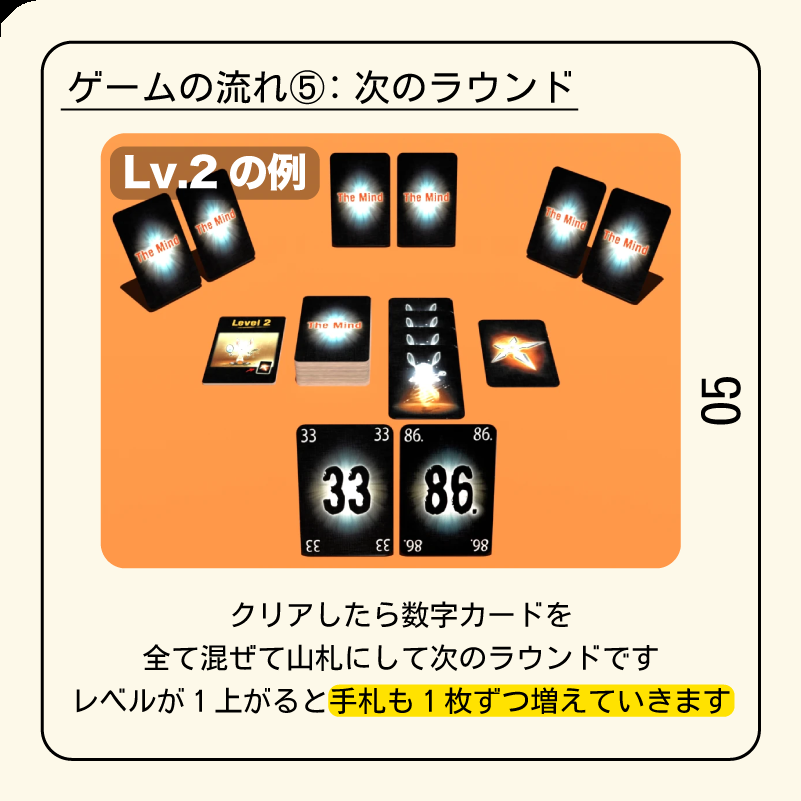 ゲームの流れ⑤: 次のラウンド
Lv.2 の例
The Mind
The Mind
The Mind
The Mind
The Mind
The Mind
Level 2
The Mind
05
33 33
33
33 33
86. 86.
86.
86. 86.
クリアしたら数字カードを
全て混ぜて山札にして次のラウンドです
レベルが1上がると手札も1枚ずつ増えていきます